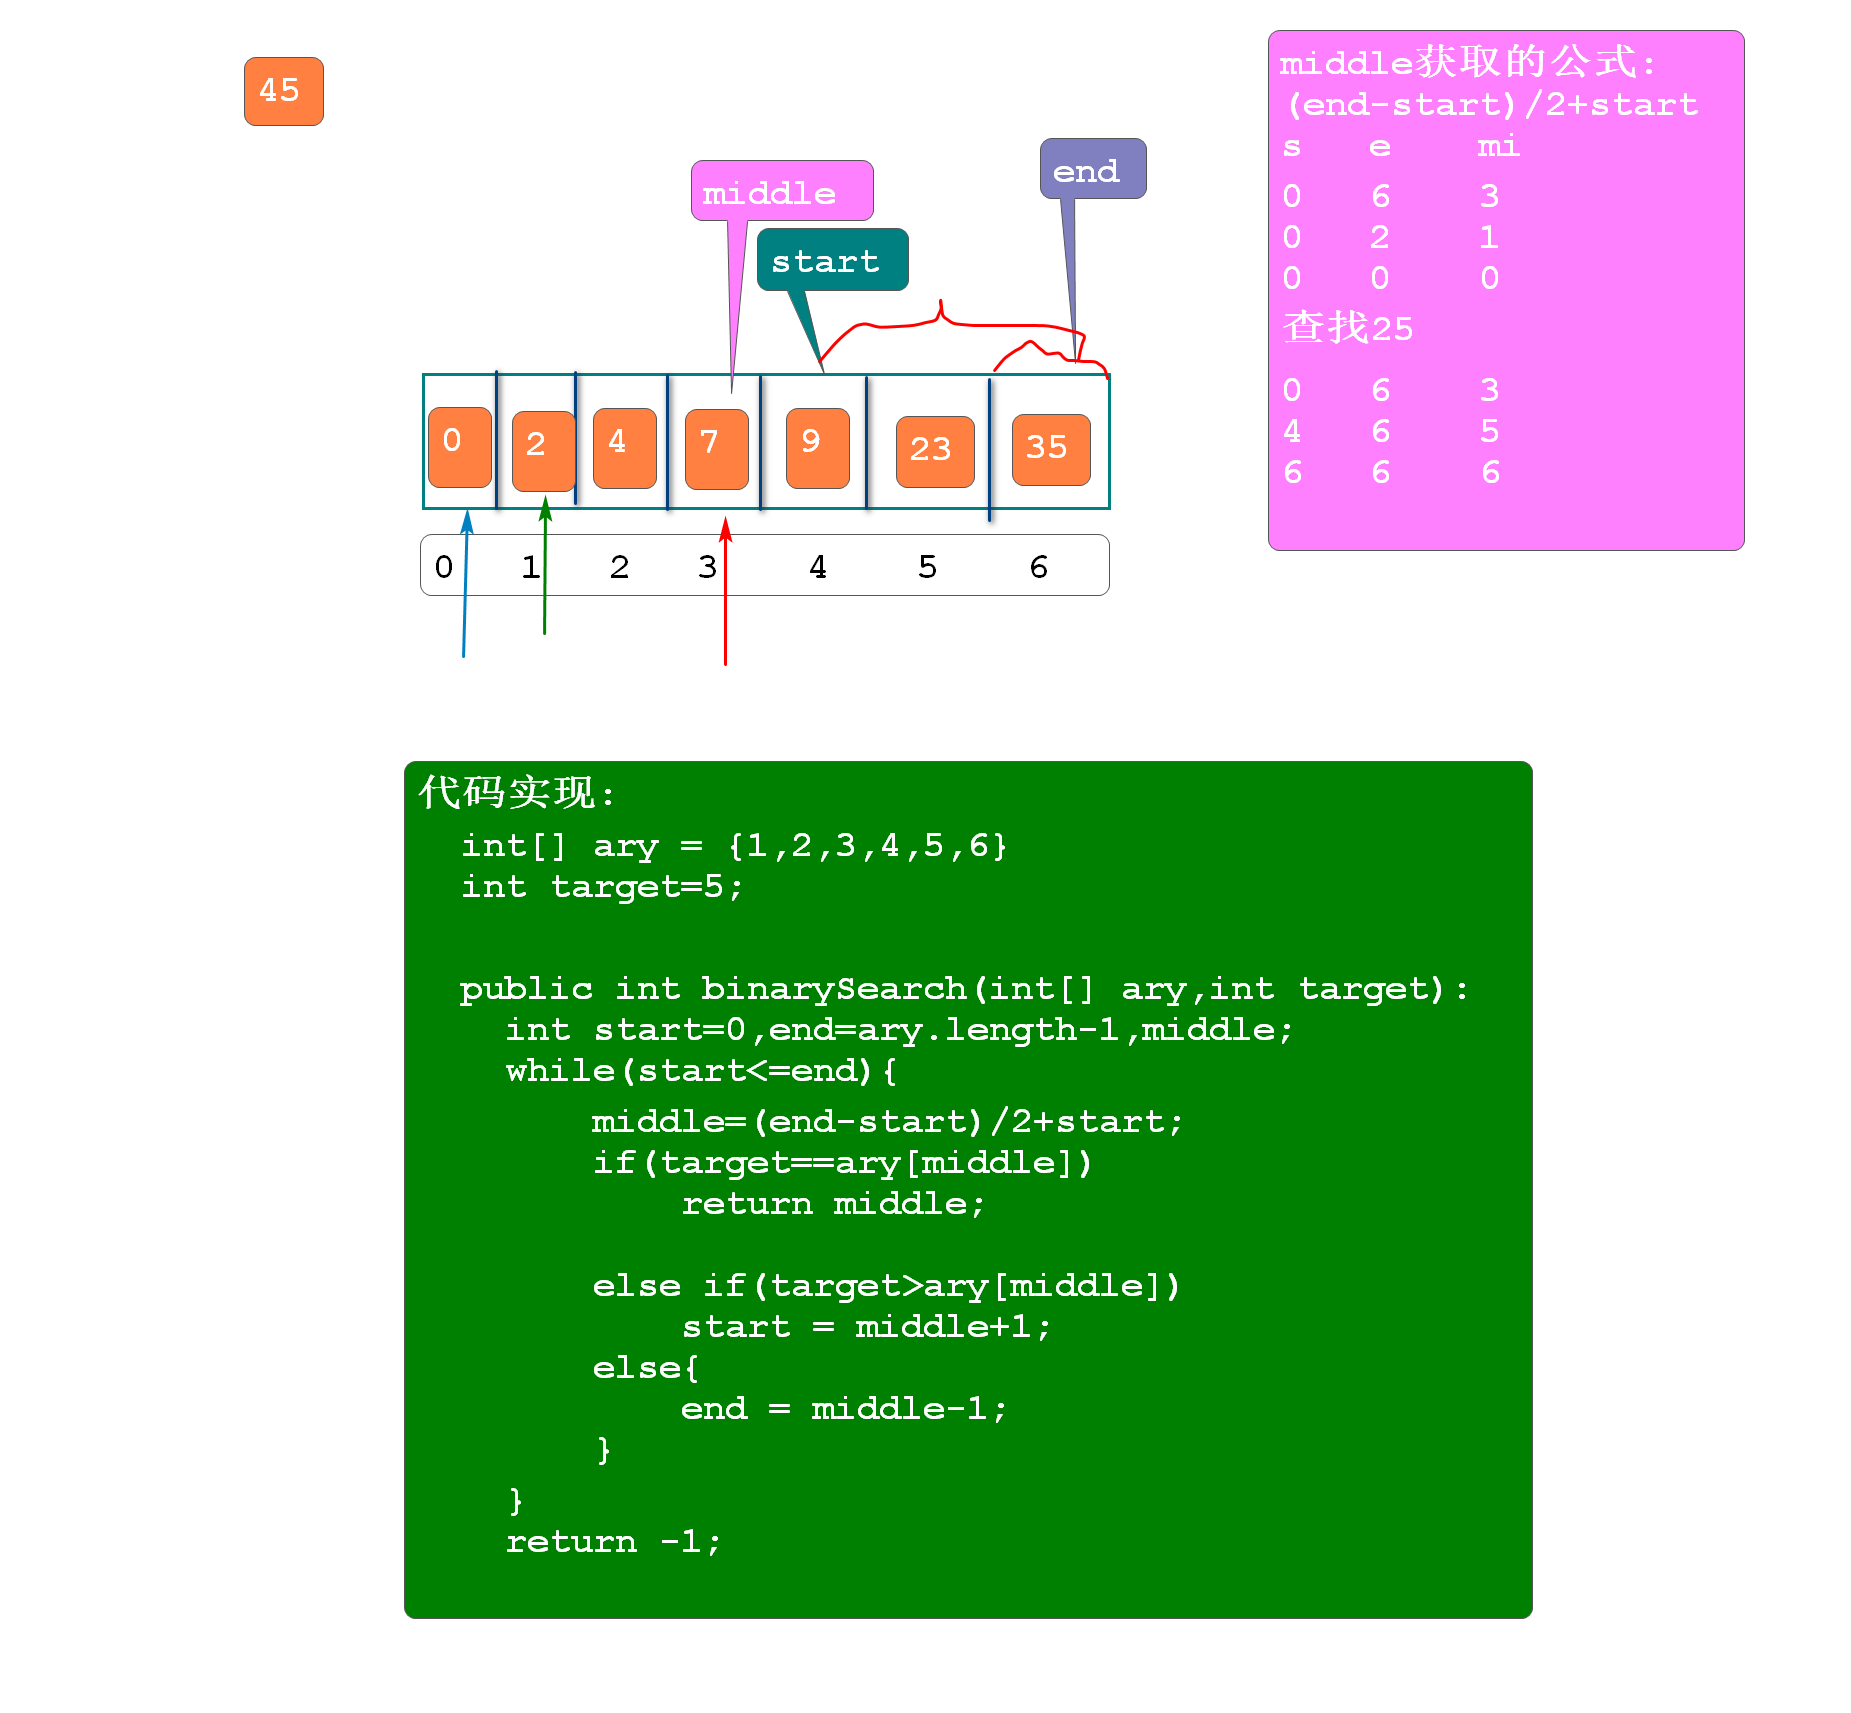 45
middle获取的公式:
(end-start)/2+start
s e mi
0 6 3
0 2 1
0 0 0
查找25
0 6 3
4 6 5
6 6 6
end
middle
start
0 2 4 7 9 23 35
0 1 2 3 4 5 6
代码实现:
int[] ary = {1,2,3,4,5,6}
int target=5;
public int binarySearch(int[] ary,int target):
int start=0,end=ary.length-1,middle;
while(start<=end){
middle=(end-start)/2+start;
if(target==ary[middle])
return middle;
else if(target>ary[middle])
start = middle+1;
else{
end = middle-1;
}
}
return -1;